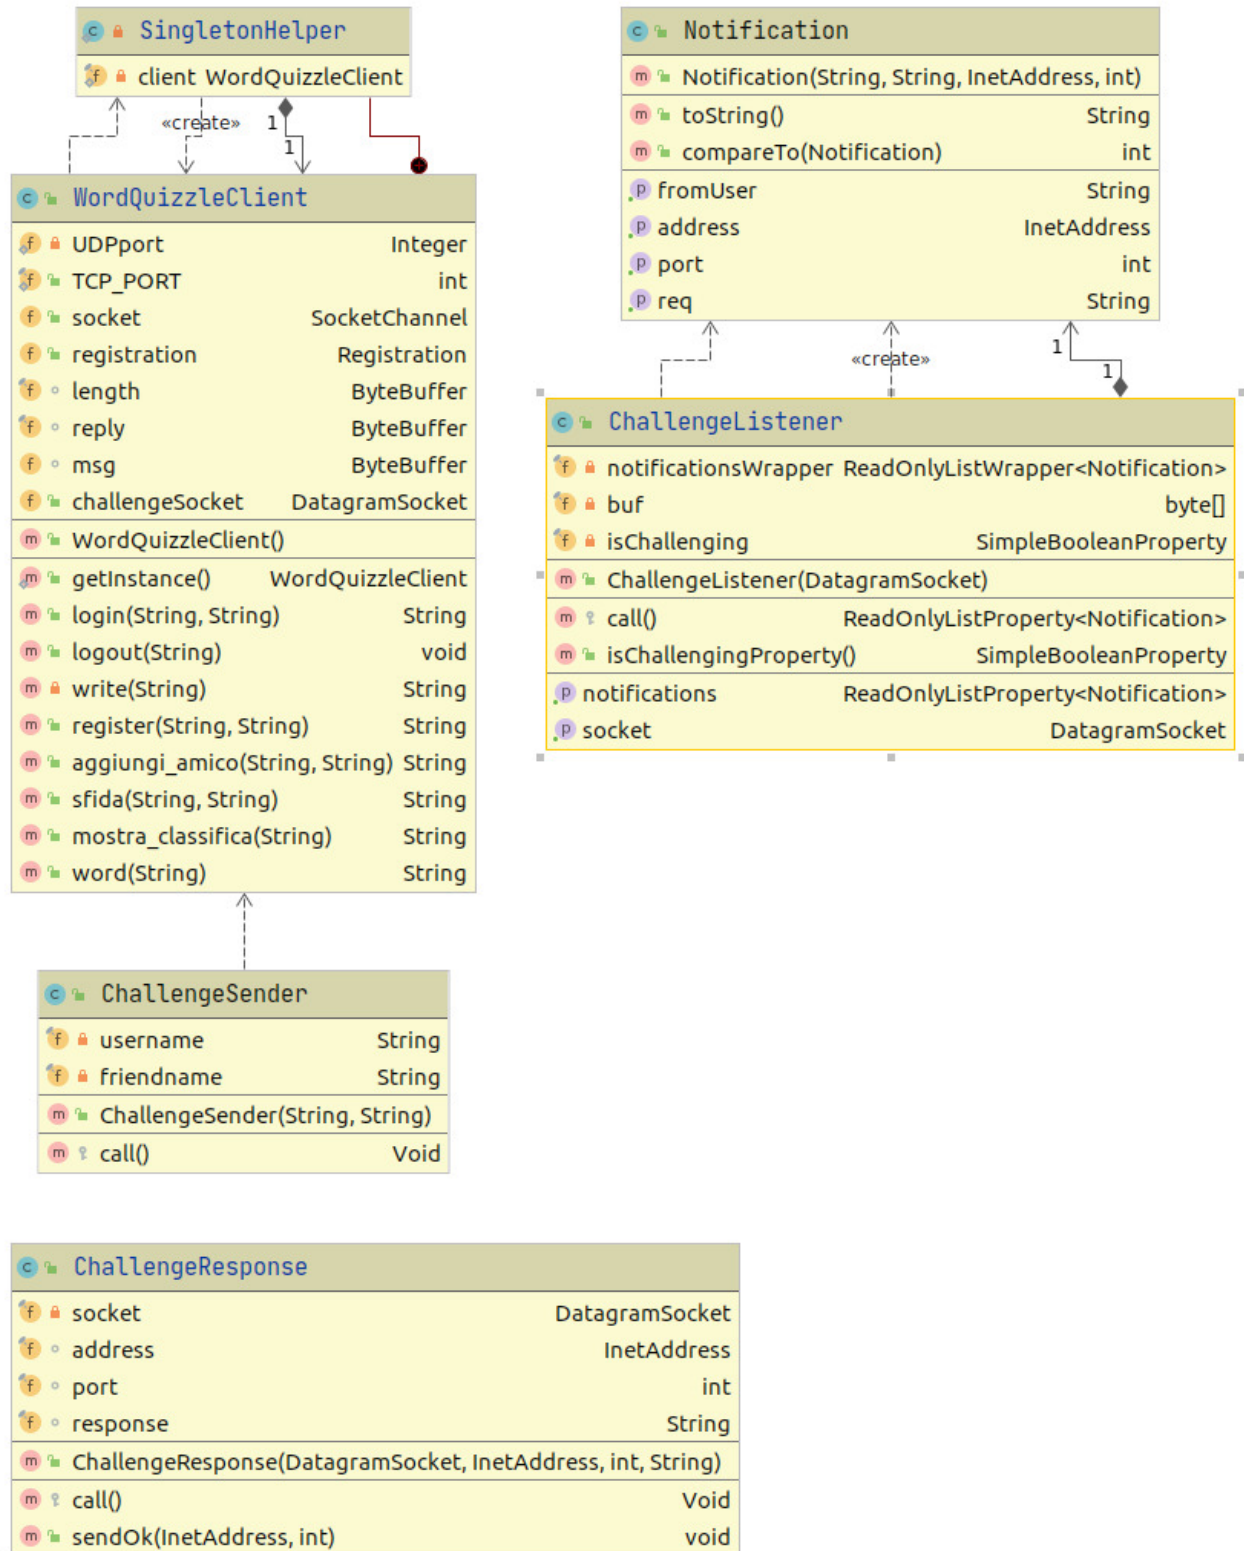 SingletonHelper
client WordQuizzleClient
«create»
1
1
WordQuizzleClient
UDPport Integer
TCP_PORT int
socket SocketChannel
registration Registration
length ByteBuffer
reply ByteBuffer
msg ByteBuffer
challengeSocket DatagramSocket
WordQuizzleClient()
getInstance() WordQuizzleClient
login(String, String) String
logout(String) void
write(String) String
register(String, String) String
aggiungi_amico(String, String) String
sfida(String, String) String
mostra_classifica(String) String
word(String) String
Notification
Notification(String, String, InetAddress, int)
toString() String
compareTo(Notification) int
fromUser String
address InetAddress
port int
req String
«create»
1
1
ChallengeListener
notificationsWrapper ReadOnlyListWrapper<Notification>
buf byte[]
isChallenging SimpleBooleanProperty
ChallengeListener(DatagramSocket)
call() ReadOnlyListProperty<Notification>
isChallengingProperty() SimpleBooleanProperty
notifications ReadOnlyListProperty<Notification>
socket DatagramSocket
ChallengeSender
username String
friendname String
ChallengeSender(String, String)
call() Void
ChallengeResponse
socket DatagramSocket
address InetAddress
port int
response String
ChallengeResponse(DatagramSocket, InetAddress, int, String)
call() Void
sendOk(InetAddress, int) void